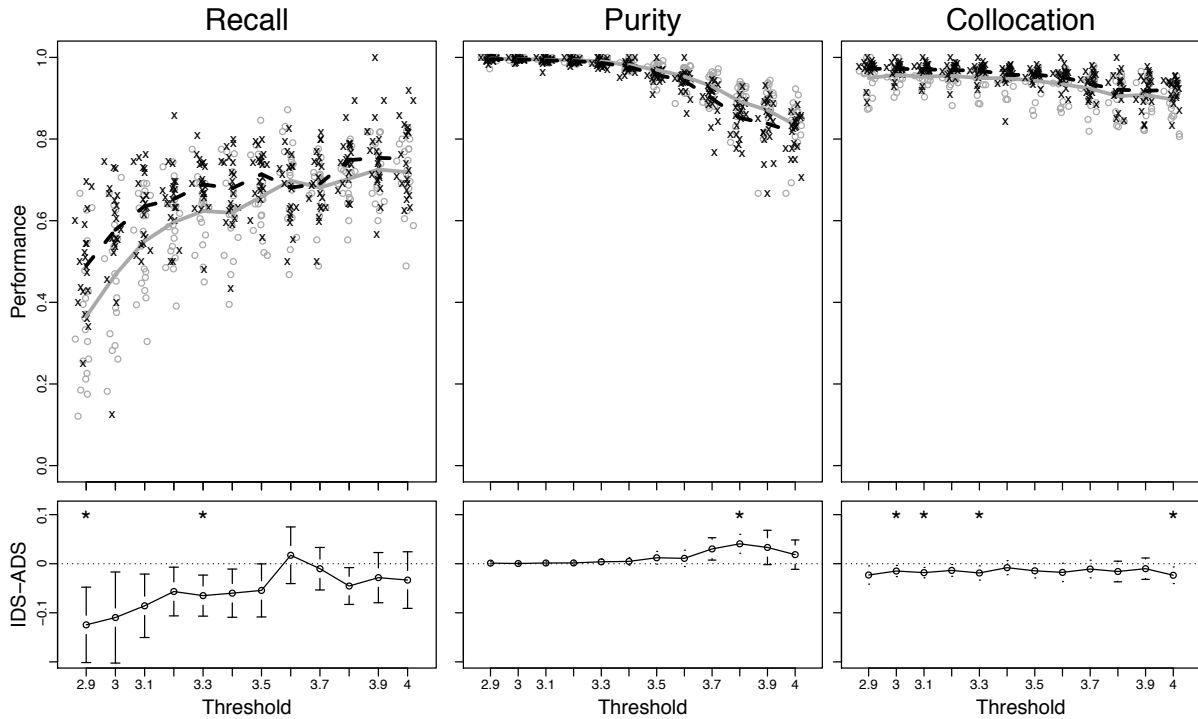 Recall Purity Collocation
Performance
1.0
0.8
0.6
0.4
0.2
0.0
IDS−ADS
0.1
0
−0.1
* *
*
* * * *
2.9 3 3.1 3.3 3.5 3.7 3.9 4
2.9 3 3.1 3.3 3.5 3.7 3.9 4
2.9 3 3.1 3.3 3.5 3.7 3.9 4
Threshold Threshold Threshold